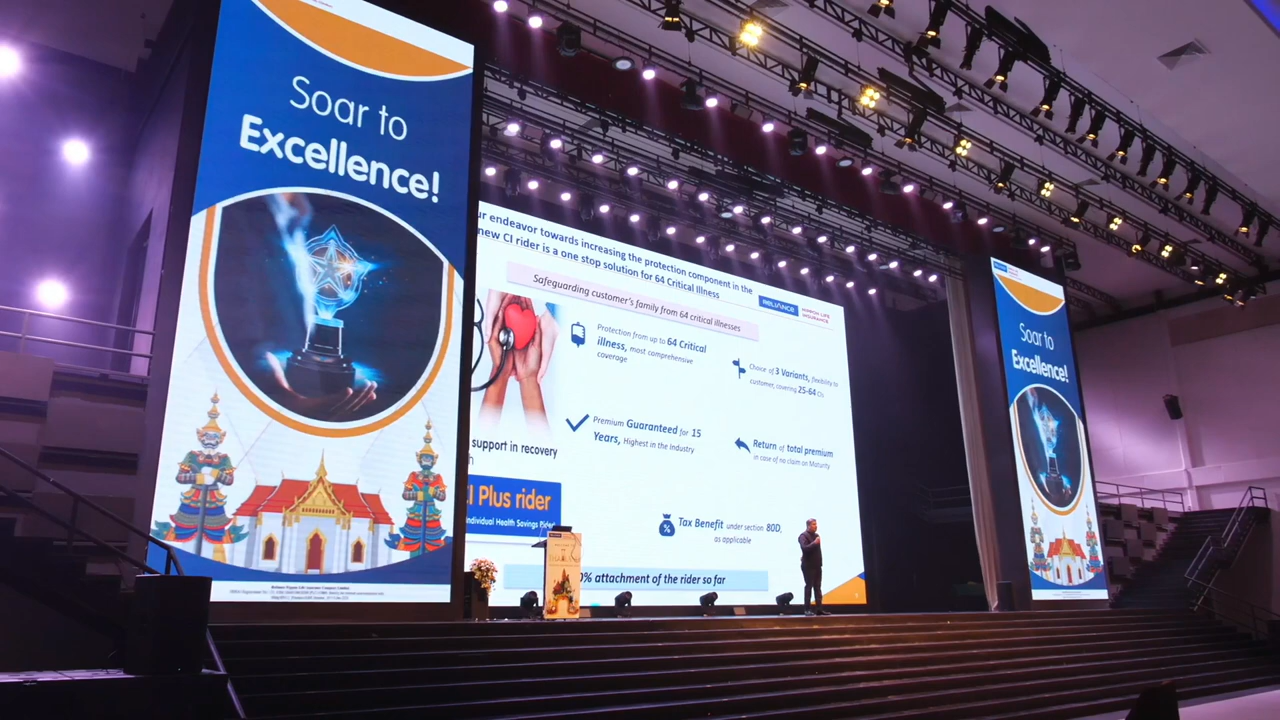 Soar to
Excellence!
ur endeavor towards increasing the protection component in the
new CI rider is a one stop solution for 64 Critical Illness
RELIANCE
NIPPON LIFE
INSURANCE
Safeguarding customer's family from 64 critical illnesses
Protection from up to 64 Critical
illness, most comprehensive
coverage
Choice of 3 Variants, flexibility to
customer, covering 25-64 CIs
Premium Guaranteed for 15
Years, Highest in the Industry
Return of total premium
in case of no claim on Maturity
support in recovery
h
I Plus rider
Individual Health Savings Rider
Tax Benefit under section 80D,
as applicable
0% attachment of the rider so far
Soar to
Excellence!